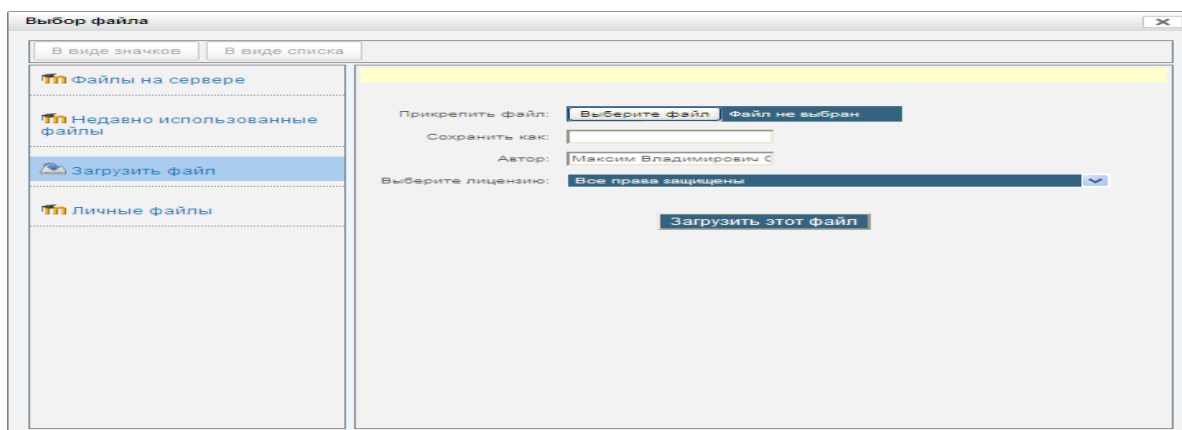 Выбор файла
В виде значков В виде списка
Файлы на сервере
Недавно использованные
файлы
Загрузить файл
Личные файлы
Прикрепить файл: Выберите файл Файл не выбран
Сохранить как:
Автор: Максим Владимирович С
Выберите лицензию: Все права защищены
Загрузить этот файл